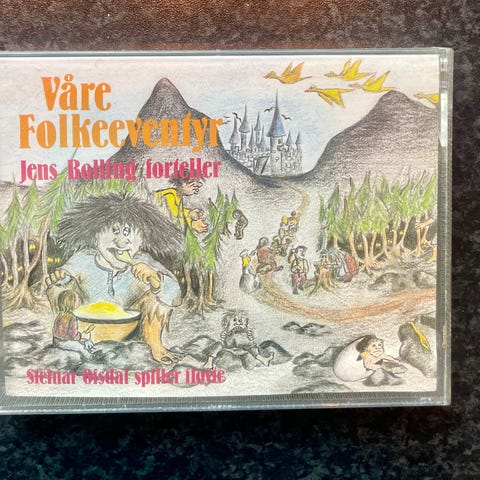 Våre
Folkeeventyr
Jens Bolling forteller
Steinar Ofsdal spiller fløyte